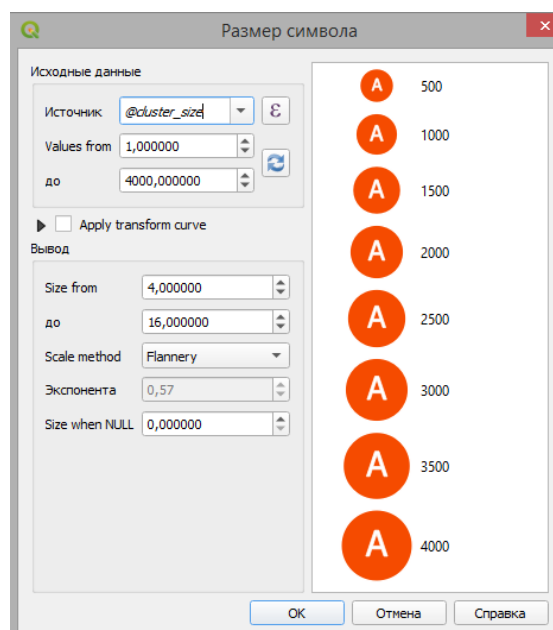 Размер символа
Исходные данные
Источник @cluster_size ε
Values from 1,000000
до 4000,000000
Apply transform curve
Вывод
Size from 4,000000
до 16,000000
Scale method Flannery
Экспонента 0,57
Size when NULL 0,000000
A 500
A 1000
A 1500
A 2000
A 2500
A 3000
A 3500
A 4000
OK Отмена Справка